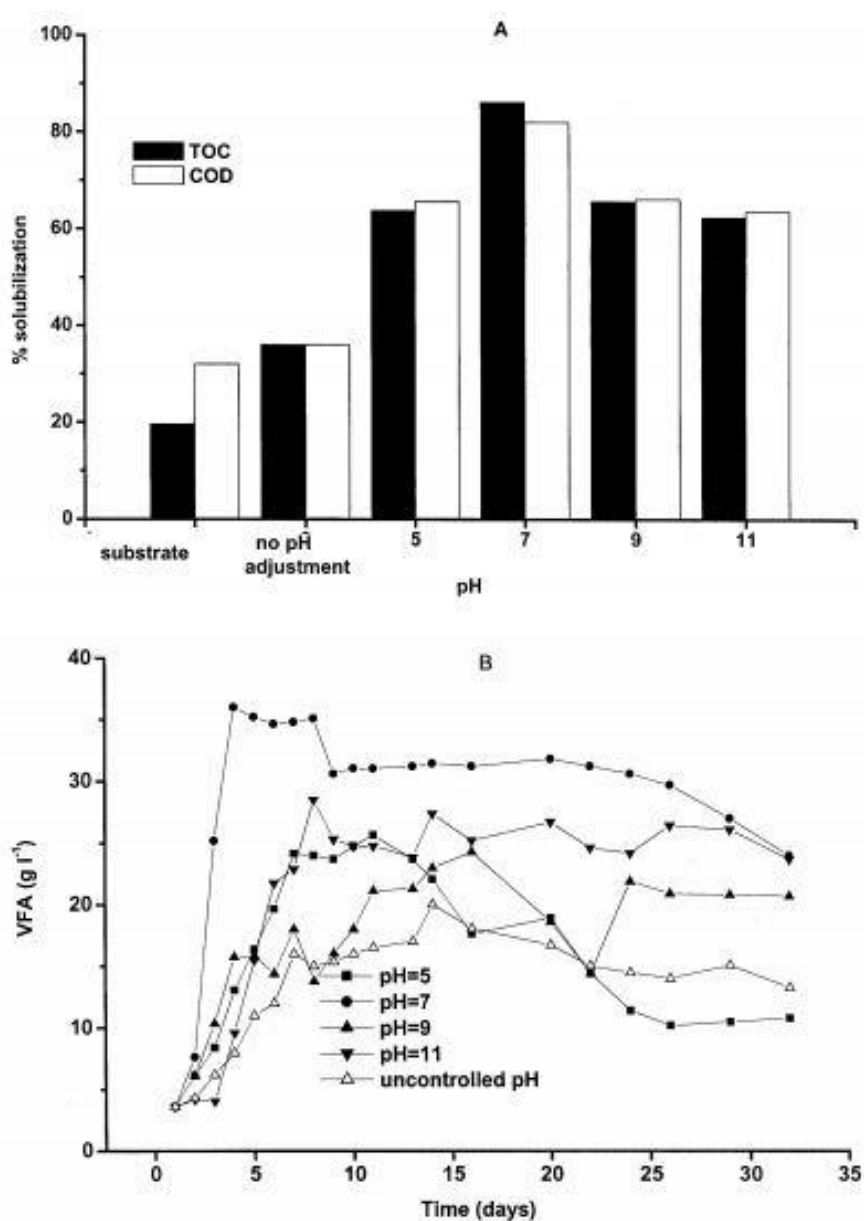 A
100
80
60
40
20
0
% solubilization
TOC
COD
substrate
no pH
adjustment
5
7
9
11
pH
B
40
30
20
10
0
VFA (g l⁻¹)
pH=5
pH=7
pH=9
pH=11
uncontrolled pH
0 5 10 15 20 25 30 35
Time (days)